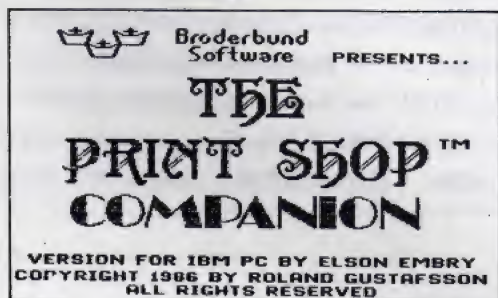 Broderbund
Software PRESENTS...
THE
PRINT SHOP™
COMPANION
VERSION FOR IBM PC BY ELSON EMBRY
COPYRIGHT 1986 BY ROLAND GUSTAFSSON
ALL RIGHTS RESERVED